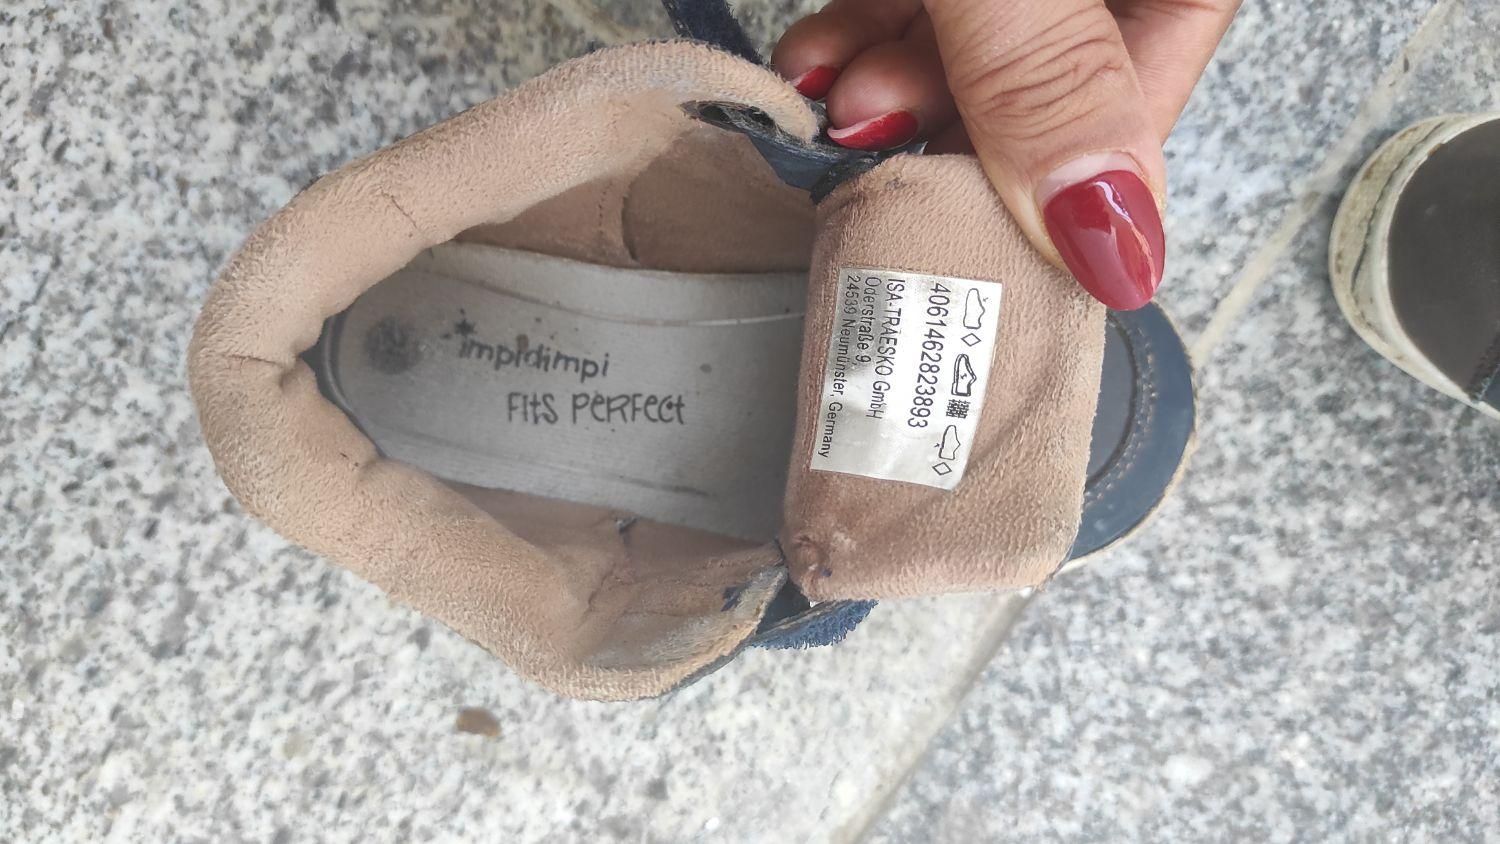 impidimpi
FITS PERFECT
4061462823893
ISA-TRAESKO GmbH
Oderstraße 9,
24539 Neumünster, Germany